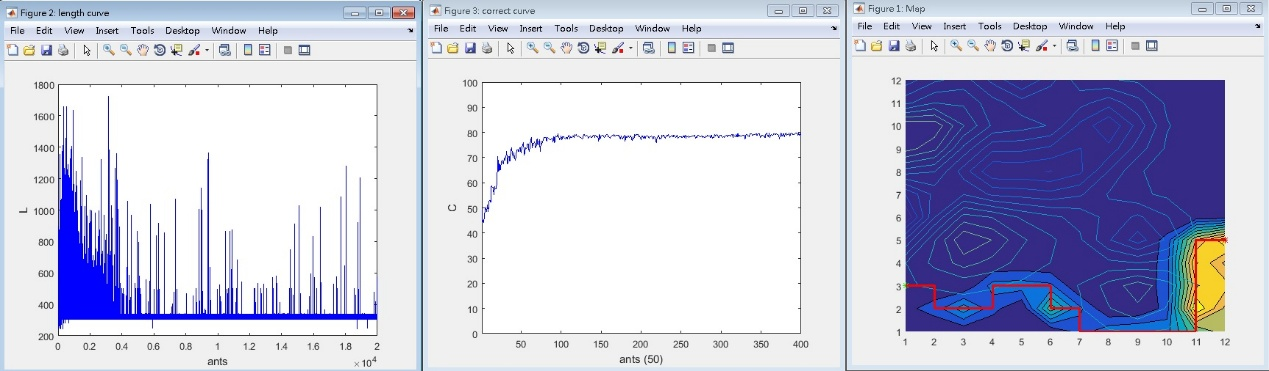 Figure 2: length curve
File Edit View Insert Tools Desktop Window Help
1800
1600
1400
1200
1000
800
600
400
200
L
0 0.2 0.4 0.6 0.8 1 1.2 1.4 1.6 1.8 2
×10⁴
ants
Figure 3: correct curve
File Edit View Insert Tools Desktop Window Help
100
90
80
70
60
50
40
30
20
10
0
C
50 100 150 200 250 300 350 400
ants (50)
Figure 1: Map
File Edit View Insert Tools Desktop Window Help
12
11
10
9
8
7
6
5
4
3
2
1
1 2 3 4 5 6 7 8 9 10 11 12